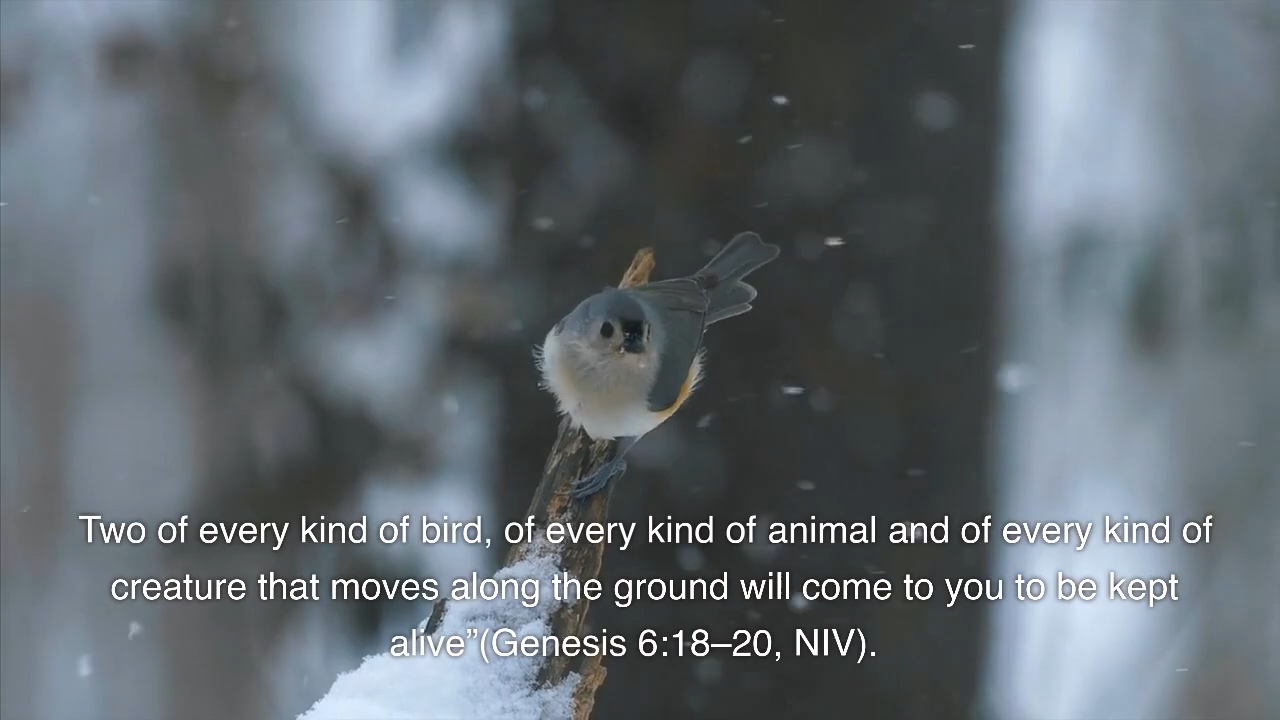 Two of every kind of bird, of every kind of animal and of every kind of
creature that moves along the ground will come to you to be kept
alive”(Genesis 6:18–20, NIV).